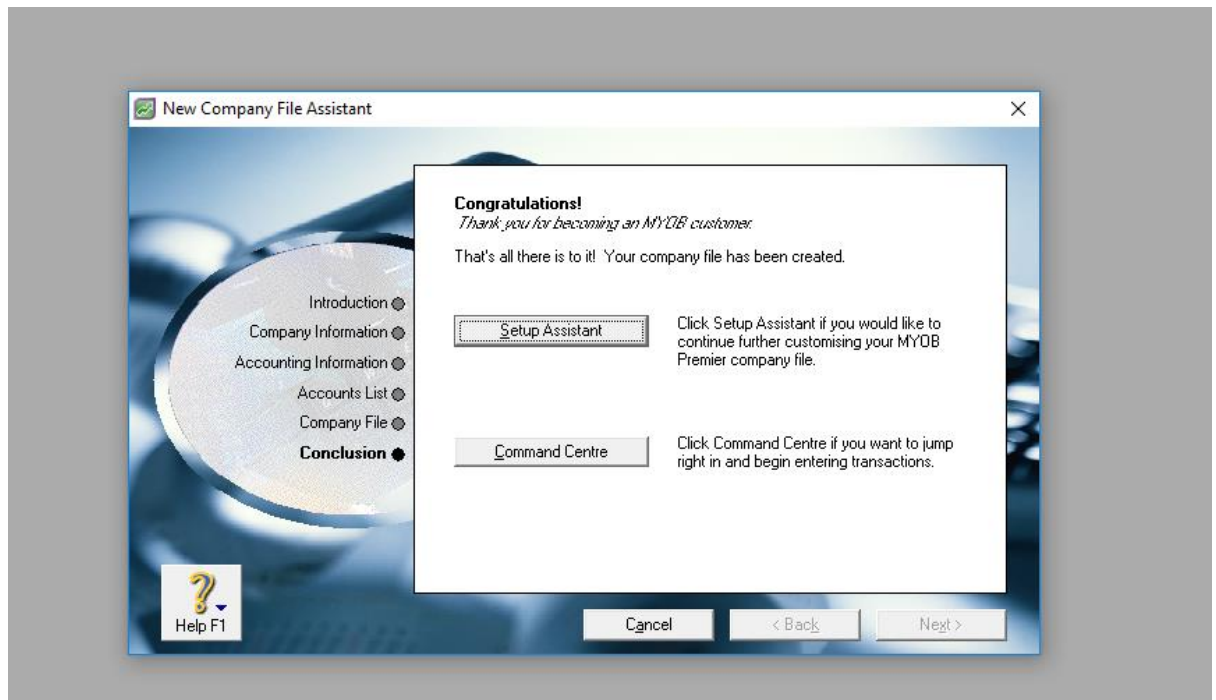 New Company File Assistant
Congratulations!
Thank you for becoming an MYOB customer.
That's all there is to it! Your company file has been created.
Introduction
Company Information
Accounting Information
Accounts List
Company File
Conclusion
Setup Assistant
Click Setup Assistant if you would like to
continue further customising your MYOB
Premier company file.
Command Centre
Click Command Centre if you want to jump
right in and begin entering transactions.
Help F1
Cancel
< Back
Next >